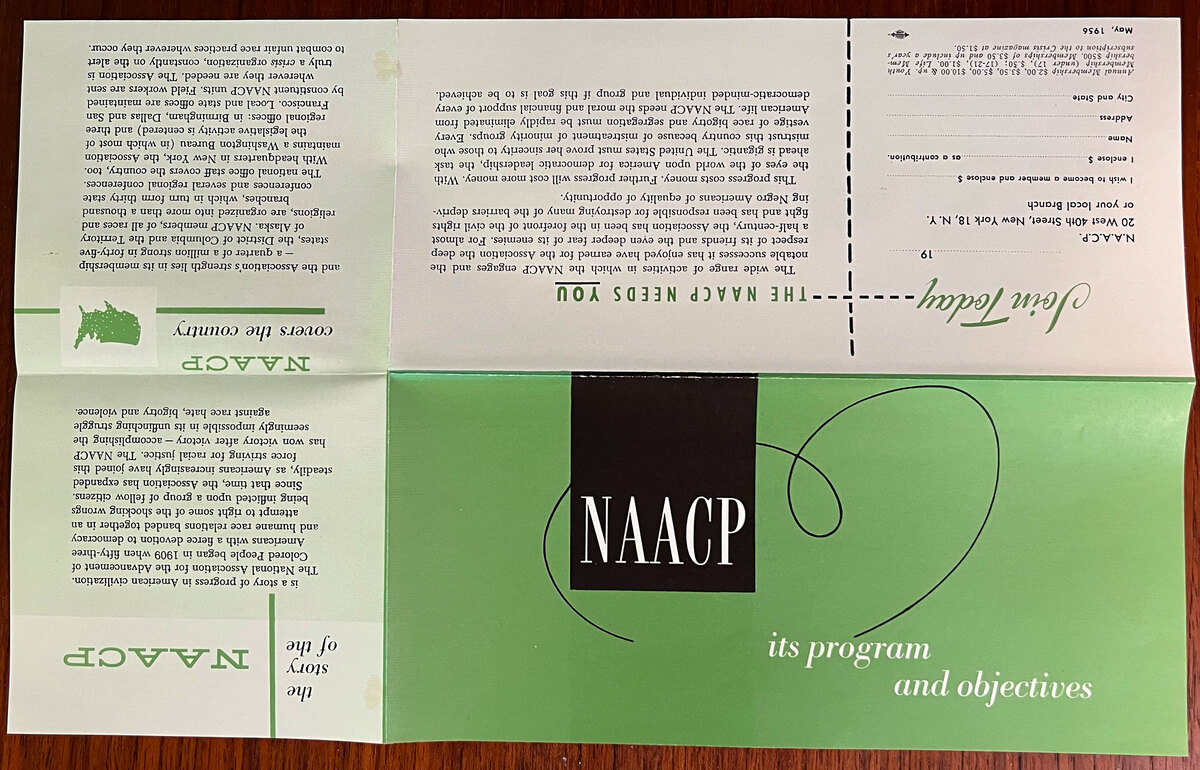 NAACP
its program
and objectives
the
story
of the
NAACP
is a story of progress in American civilization.
The National Association for the Advancement of
Colored People began in 1909 when fifty-three
Americans with a fierce devotion to democracy
and humane race relations banded together in an
attempt to right some of the shocking wrongs
being inflicted upon a group of fellow citizens.
Since that time, the Association has expanded
steadily, as Americans increasingly have joined this
force striving for racial justice. The NAACP
has won victory after victory — accomplishing the
seemingly impossible in its unflinching struggle
against race hate, bigotry and violence.
NAACP
covers the country
and the Association's strength lies in its membership
— a quarter of a million strong in forty-five
states, the District of Columbia and the Territory
of Alaska. NAACP members, of all races and
religions, are organized into more than a thousand
branches, which in turn form thirty state
conferences and several regional conferences.
The national office staff covers the country, too.
With headquarters in New York, the Association
maintains a Washington Bureau (in which most of
the legislative activity is centered) and three
regional offices: in Birmingham, Dallas and San
Francisco. Local and state offices are maintained
by constituent NAACP units. Field workers are sent
wherever they are needed. The Association is
truly a crisis organization, constantly on the alert
to combat unfair race practices wherever they occur.
THE NAACP NEEDS YOU
The wide range of activities in which the NAACP engages and the
notable successes it has enjoyed have earned for the Association the deep
respect of its friends and the even deeper fear of its enemies. For almost
a half-century, the Association has been in the forefront of the civil rights
fight and has been responsible for destroying many of the barriers depriv-
ing Negro Americans of equality of opportunity.
This progress costs money. Further progress will cost more money. With
the eyes of the world upon America for democratic leadership, the task
ahead is gigantic. The United States must prove her sincerity to those who
mistrust this country because of mistreatment of minority groups. Every
vestige of race bigotry and segregation must be rapidly eliminated from
American life. The NAACP needs the moral and financial support of every
democratic-minded individual and group if this goal is to be achieved.
Join Today
19
N.A.A.C.P.
20 West 40th Street, New York 18, N.Y.
or your local Branch
I wish to become a member and enclose $
I enclose $ as a contribution.
Name
Address
City and State
Annual Membership $2.00, $3.50, $5.00, $10.00 & up. Youth
Membership (under 17), $.50; (17-21), $1.00. Life Mem-
bership $500. Memberships of $3.50 and up include a year's
subscription to the Crisis magazine at $1.50.
May, 1956